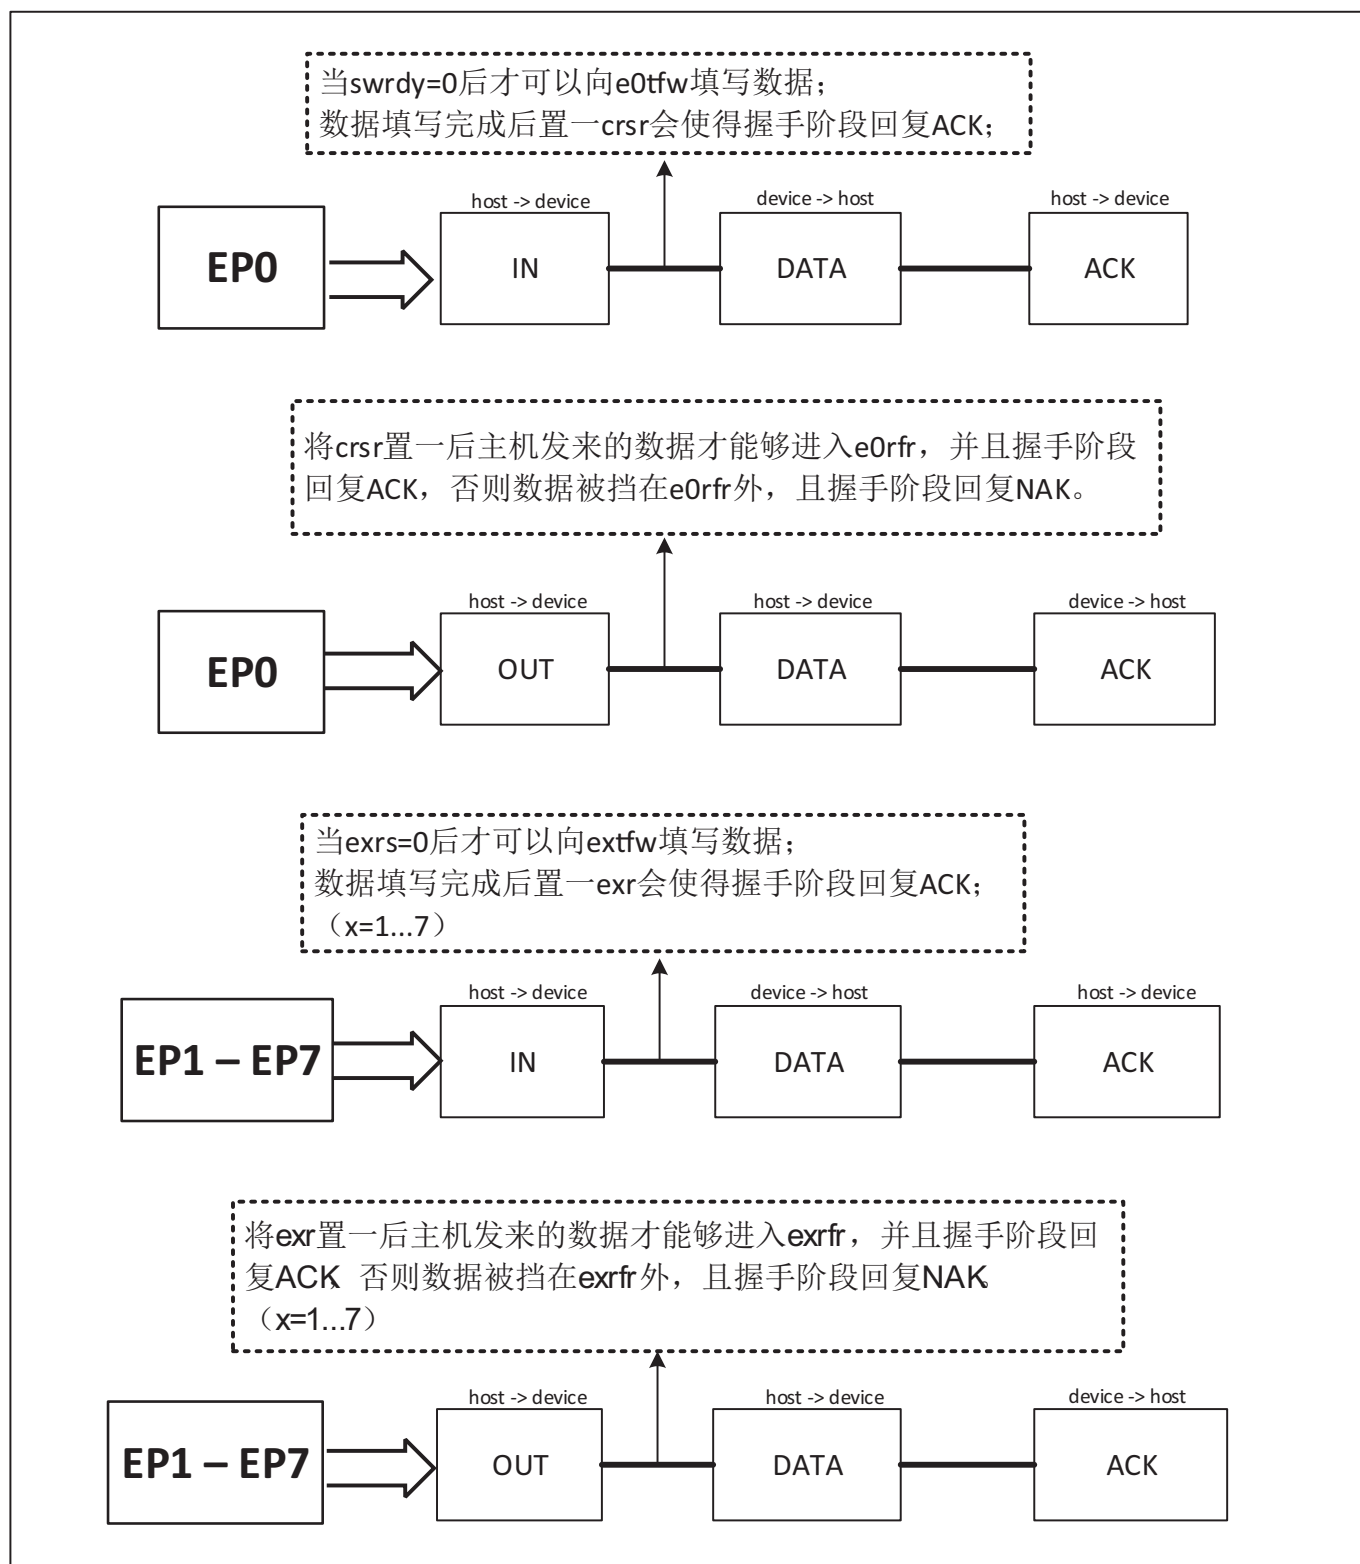 当swrdy=0后才可以向e0tfw填写数据；
数据填写完成后置一crsr会使得握手阶段回复ACK；
host -> device
device -> host
host -> device
EP0
IN
DATA
ACK
将crsr置一后主机发来的数据才能够进入e0rfr，并且握手阶段
回复ACK，否则数据被挡在e0rfr外，且握手阶段回复NAK。
host -> device
host -> device
device -> host
EP0
OUT
DATA
ACK
当exrs=0后才可以向extfw填写数据；
数据填写完成后置一exr会使得握手阶段回复ACK；
（x=1...7）
host -> device
device -> host
host -> device
EP1 – EP7
IN
DATA
ACK
将exr置一后主机发来的数据才能够进入exrfr，并且握手阶段回
复ACK，否则数据被挡在exrfr外，且握手阶段回复NAK。
（x=1...7）
host -> device
host -> device
device -> host
EP1 – EP7
OUT
DATA
ACK